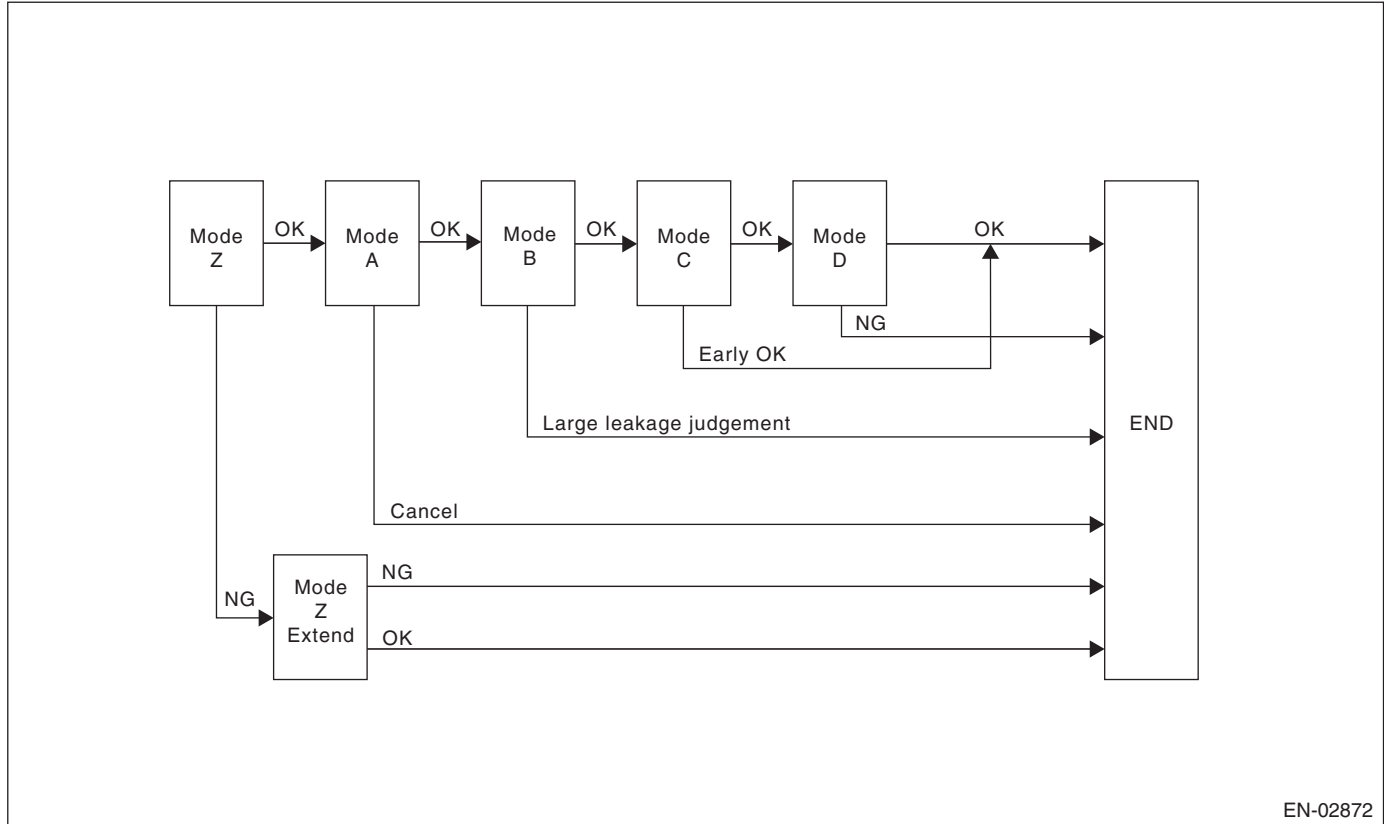 Mode
Z
OK
Mode
A
OK
Mode
B
OK
Mode
C
OK
Mode
D
OK
NG
Early OK
Large leakage judgement
END
Cancel
NG
Mode
Z
Extend
NG
OK
EN-02872